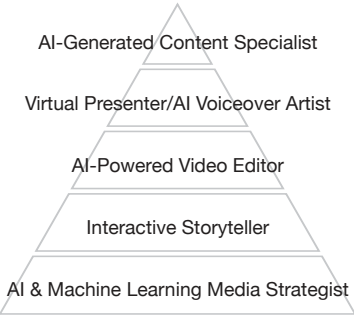 AI-Generated Content Specialist
Virtual Presenter/AI Voiceover Artist
AI-Powered Video Editor
Interactive Storyteller
AI & Machine Learning Media Strategist